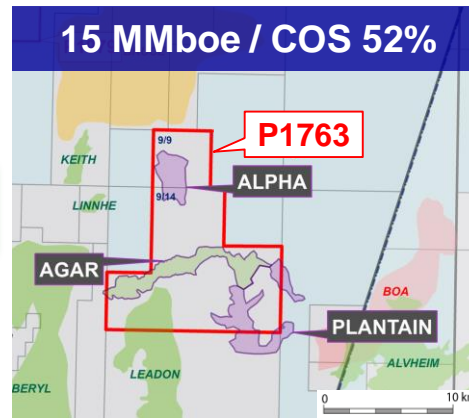 15 MMboe / COS 52%
P1763
9/9
KEITH
ALPHA
9/14
LINNHE
AGAR
BOA
PLANTAIN
LEADON
ALVHEIM
BERYL
0 10 km